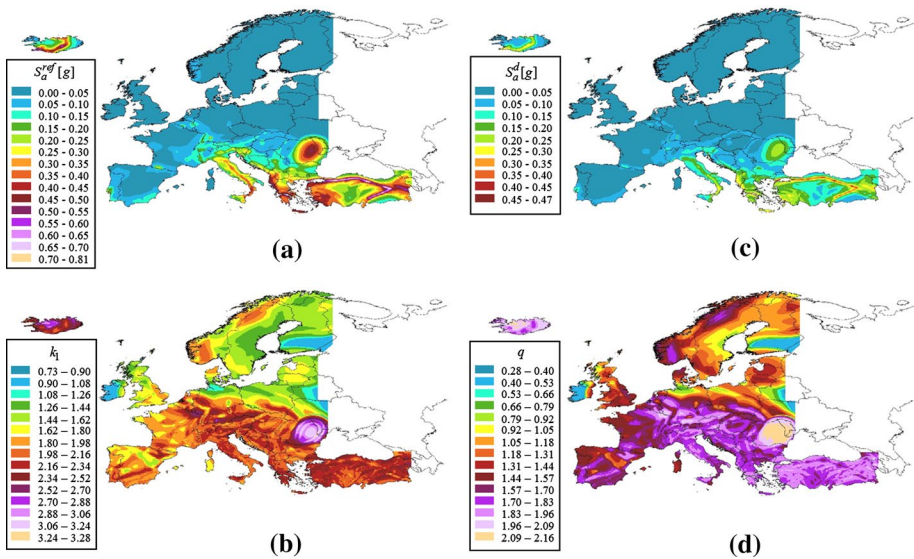 S_a^ref [g]
0.00 - 0.05
0.05 - 0.10
0.10 - 0.15
0.15 - 0.20
0.20 - 0.25
0.25 - 0.30
0.30 - 0.35
0.35 - 0.40
0.40 - 0.45
0.45 - 0.50
0.50 - 0.55
0.55 - 0.60
0.60 - 0.65
0.65 - 0.70
0.70 - 0.81
(a)
S_a^d [g]
0.00 - 0.05
0.05 - 0.10
0.10 - 0.15
0.15 - 0.20
0.20 - 0.25
0.25 - 0.30
0.30 - 0.35
0.35 - 0.40
0.40 - 0.45
0.45 - 0.47
(c)
k_1
0.73 – 0.90
0.90 – 1.08
1.08 – 1.26
1.26 – 1.44
1.44 – 1.62
1.62 – 1.80
1.80 – 1.98
1.98 – 2.16
2.16 – 2.34
2.34 – 2.52
2.52 – 2.70
2.70 – 2.88
2.88 – 3.06
3.06 – 3.24
3.24 – 3.28
(b)
q
0.28 – 0.40
0.40 – 0.53
0.53 – 0.66
0.66 – 0.79
0.79 – 0.92
0.92 – 1.05
1.05 – 1.18
1.18 – 1.31
1.31 – 1.44
1.44 – 1.57
1.57 – 1.70
1.70 – 1.83
1.83 – 1.96
1.96 – 2.09
2.09 – 2.16
(d)